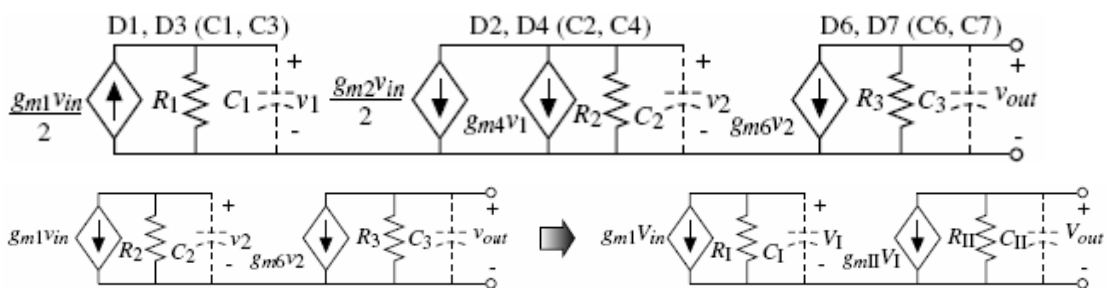 D1, D3 (C1, C3)
D2, D4 (C2, C4)
D6, D7 (C6, C7)
gm1vin
2
R1
C1
+
v1
-
gm2vin
2
gm4v1
R2
C2
+
v2
-
gm6v2
R3
C3
+
vout
-
gm1vin
R2
C2
+
v2
-
gm6v2
R3
C3
+
vout
-
gm1Vin
RI
CI
+
VI
-
gmIIVI
RII
CII
+
Vout
-